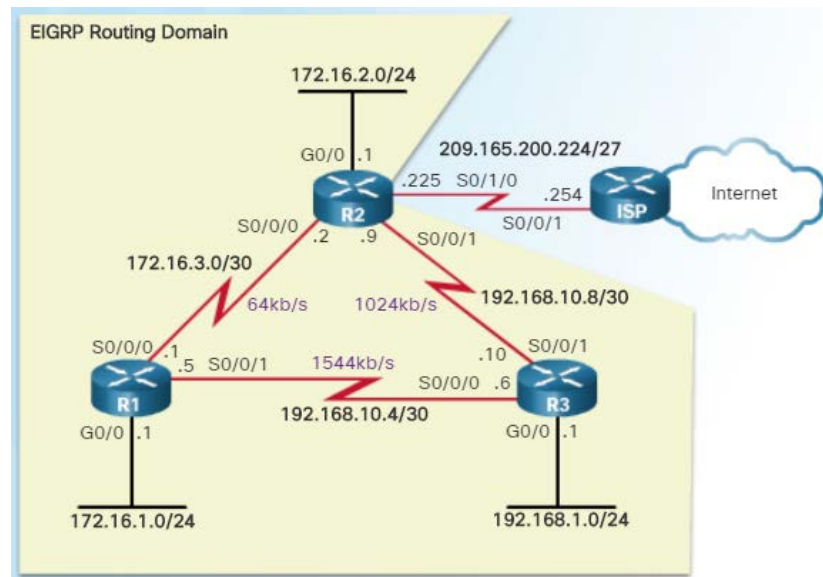 EIGRP Routing Domain
172.16.2.0/24
G0/0 .1
209.165.200.224/27
.225 S0/1/0
.254
Internet
R2
ISP
S0/0/1
S0/0/0
.2 .9
S0/0/1
172.16.3.0/30
64kb/s
1024kb/s
192.168.10.8/30
S0/0/0 .1
.10 S0/0/1
.5 S0/0/1
1544kb/s
S0/0/0 .6
R1
192.168.10.4/30
R3
G0/0 .1
G0/0 .1
172.16.1.0/24
192.168.1.0/24